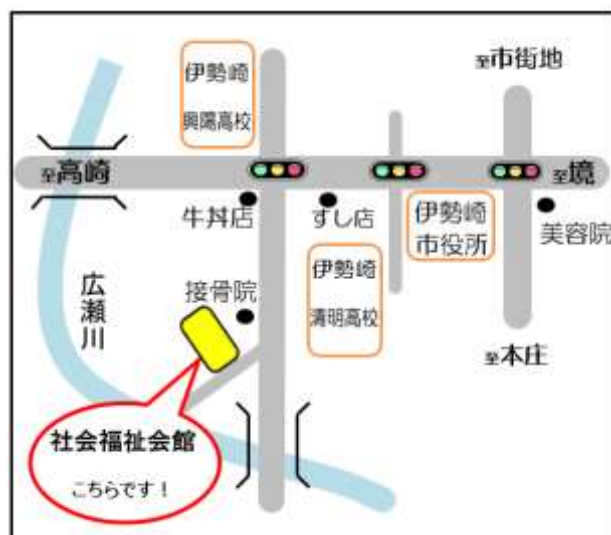 伊勢崎
興陽高校
至市街地
至高崎
至境
牛丼店
すし店
伊勢崎
市役所
美容院
伊勢崎
清明高校
接骨院
広瀬川
至本庄
社会福祉会館
こちらです！